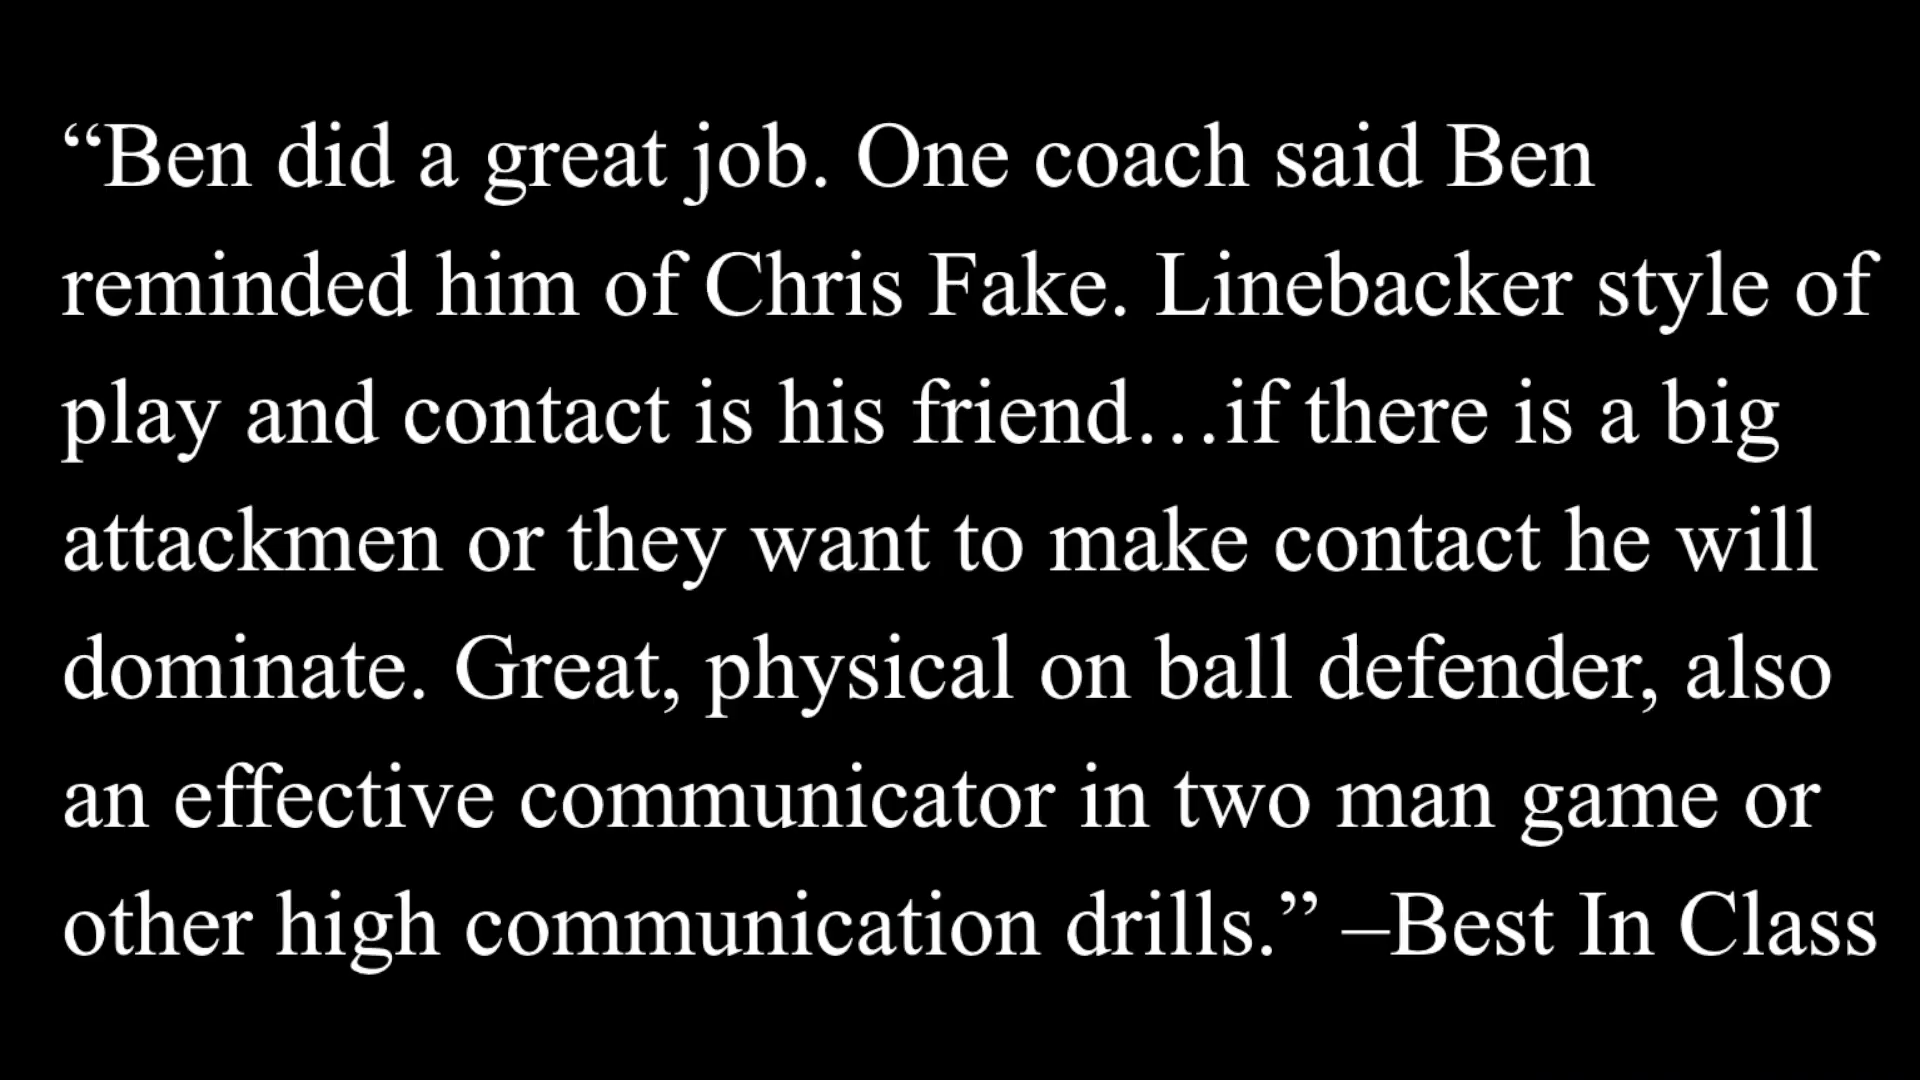 “Ben did a great job. One coach said Ben
reminded him of Chris Fake. Linebacker style of
play and contact is his friend…if there is a big
attackmen or they want to make contact he will
dominate. Great, physical on ball defender, also
an effective communicator in two man game or
other high communication drills.” –Best In Class